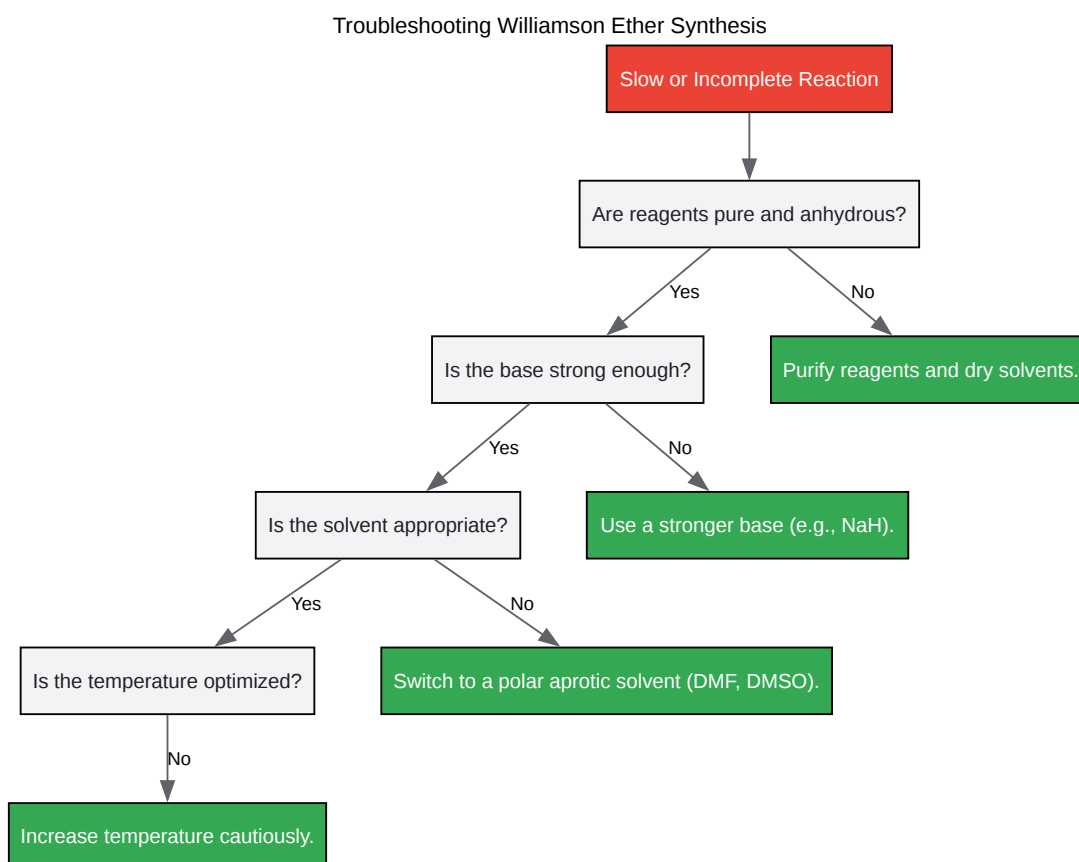 Troubleshooting Williamson Ether Synthesis
Slow or Incomplete Reaction
Are reagents pure and anhydrous?
Yes
No
Is the base strong enough?
Purify reagents and dry solvents.
Yes
No
Is the solvent appropriate?
Use a stronger base (e.g., NaH).
Yes
No
Is the temperature optimized?
Switch to a polar aprotic solvent (DMF, DMSO).
No
Increase temperature cautiously.